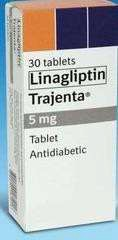 30 tablets
Linagliptin
Trajenta®
5 mg
Tablet
Antidiabetic